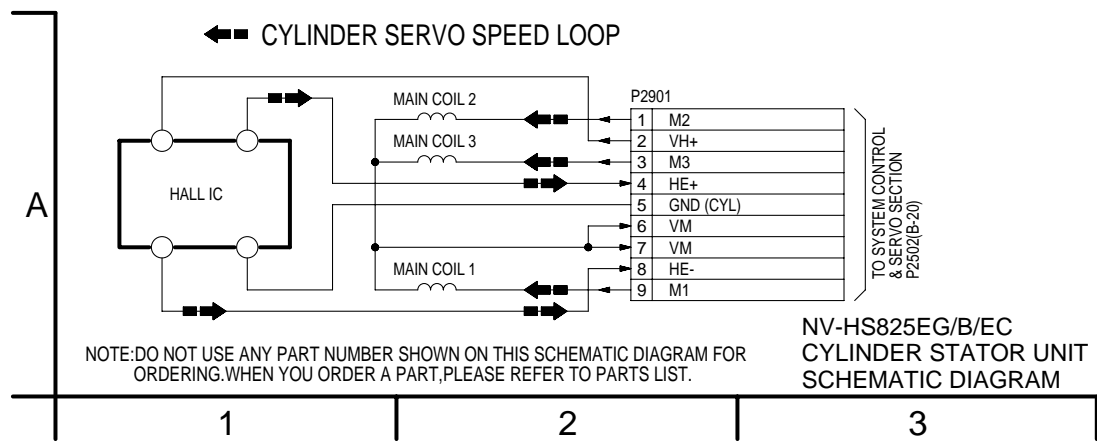 CYLINDER SERVO SPEED LOOP
P2901
MAIN COIL 2
1 M2
2 VH+
MAIN COIL 3
3 M3
4 HE+
HALL IC
5 GND (CYL)
6 VM
7 VM
MAIN COIL 1
8 HE-
9 M1
TO SYSTEM CONTROL
& SERVO SECTION
P2502(B-20)
A
NOTE:DO NOT USE ANY PART NUMBER SHOWN ON THIS SCHEMATIC DIAGRAM FOR
ORDERING.WHEN YOU ORDER A PART,PLEASE REFER TO PARTS LIST.
NV-HS825EG/B/EC
CYLINDER STATOR UNIT
SCHEMATIC DIAGRAM
1 2 3